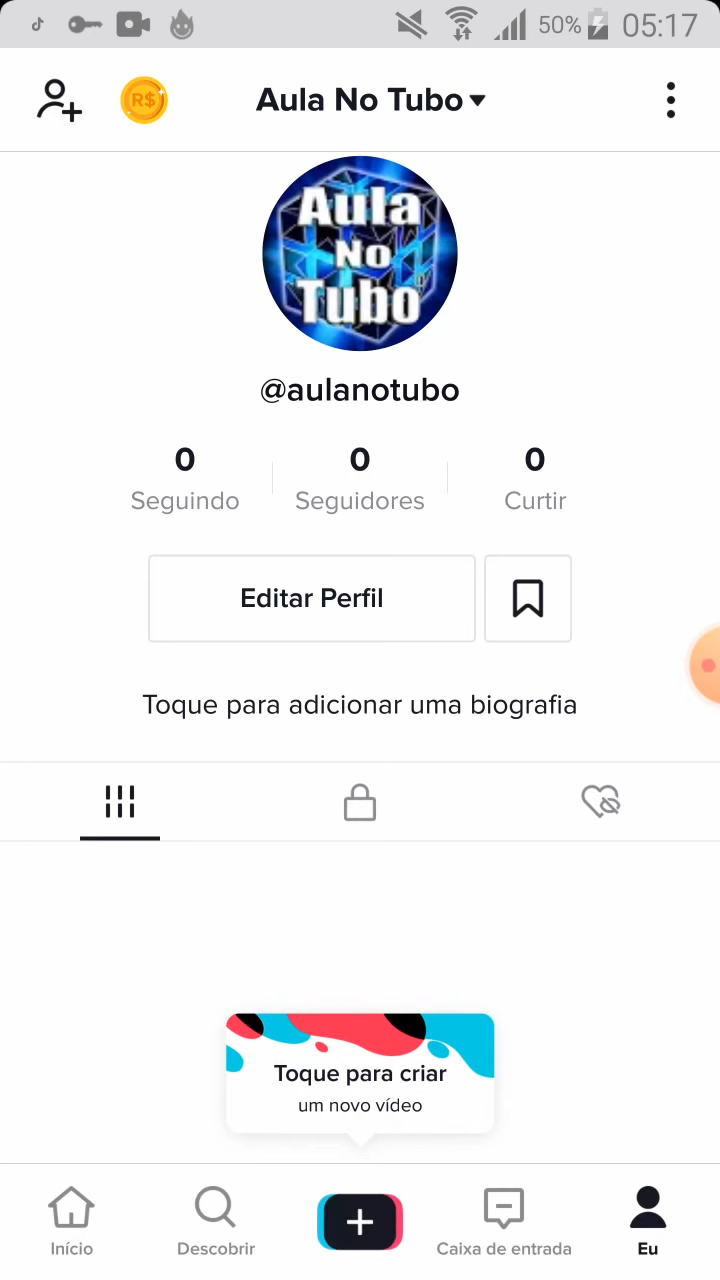 50% 05:17
R$ Aula No Tubo
Aula
No
Tubo
@aulanotubo
0 0 0
Seguindo Seguidores Curtir
Editar Perfil
Toque para adicionar uma biografia
Toque para criar
um novo vídeo
Início Descobrir Caixa de entrada Eu